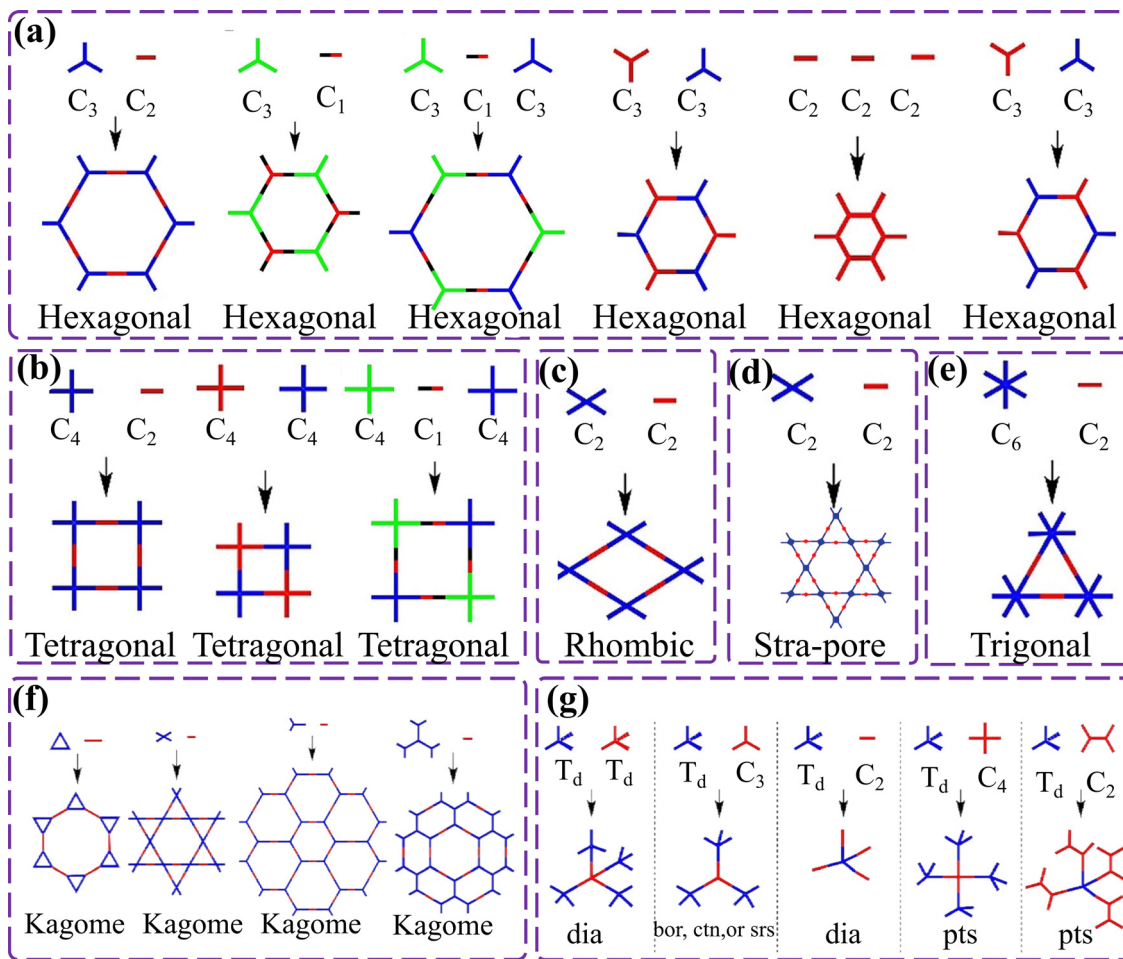 (a)
C3 C2 C3 C1 C3 C1 C3 C3 C3 C2 C2 C2 C3 C3
Hexagonal Hexagonal Hexagonal Hexagonal Hexagonal Hexagonal
(b)
C4 C2 C4 C4 C4 C1 C4
Tetragonal Tetragonal Tetragonal
(c)
C2 C2
Rhombic
(d)
C2 C2
Stra-pore
(e)
C6 C2
Trigonal
(f)
Kagome Kagome Kagome Kagome
(g)
Td Td Td C3 Td C2 Td C4 Td C2
dia bor, ctn,or srs dia pts pts